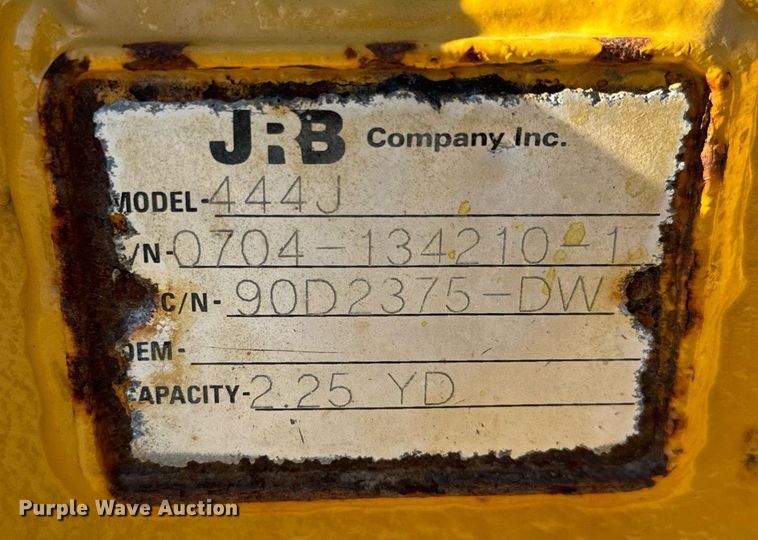 JRB Company Inc.
MODEL-444J
/N-0704-134210-1
C/N-90D2375-DW
OEM-
CAPACITY-2.25 YD
Purple Wave Auction